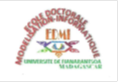 ECOLE DOCTORALE
MODELISATION-INFORMATIQUE
EDMI
UNIVERSITE DE FIANARANTSOA
MADAGASCAR